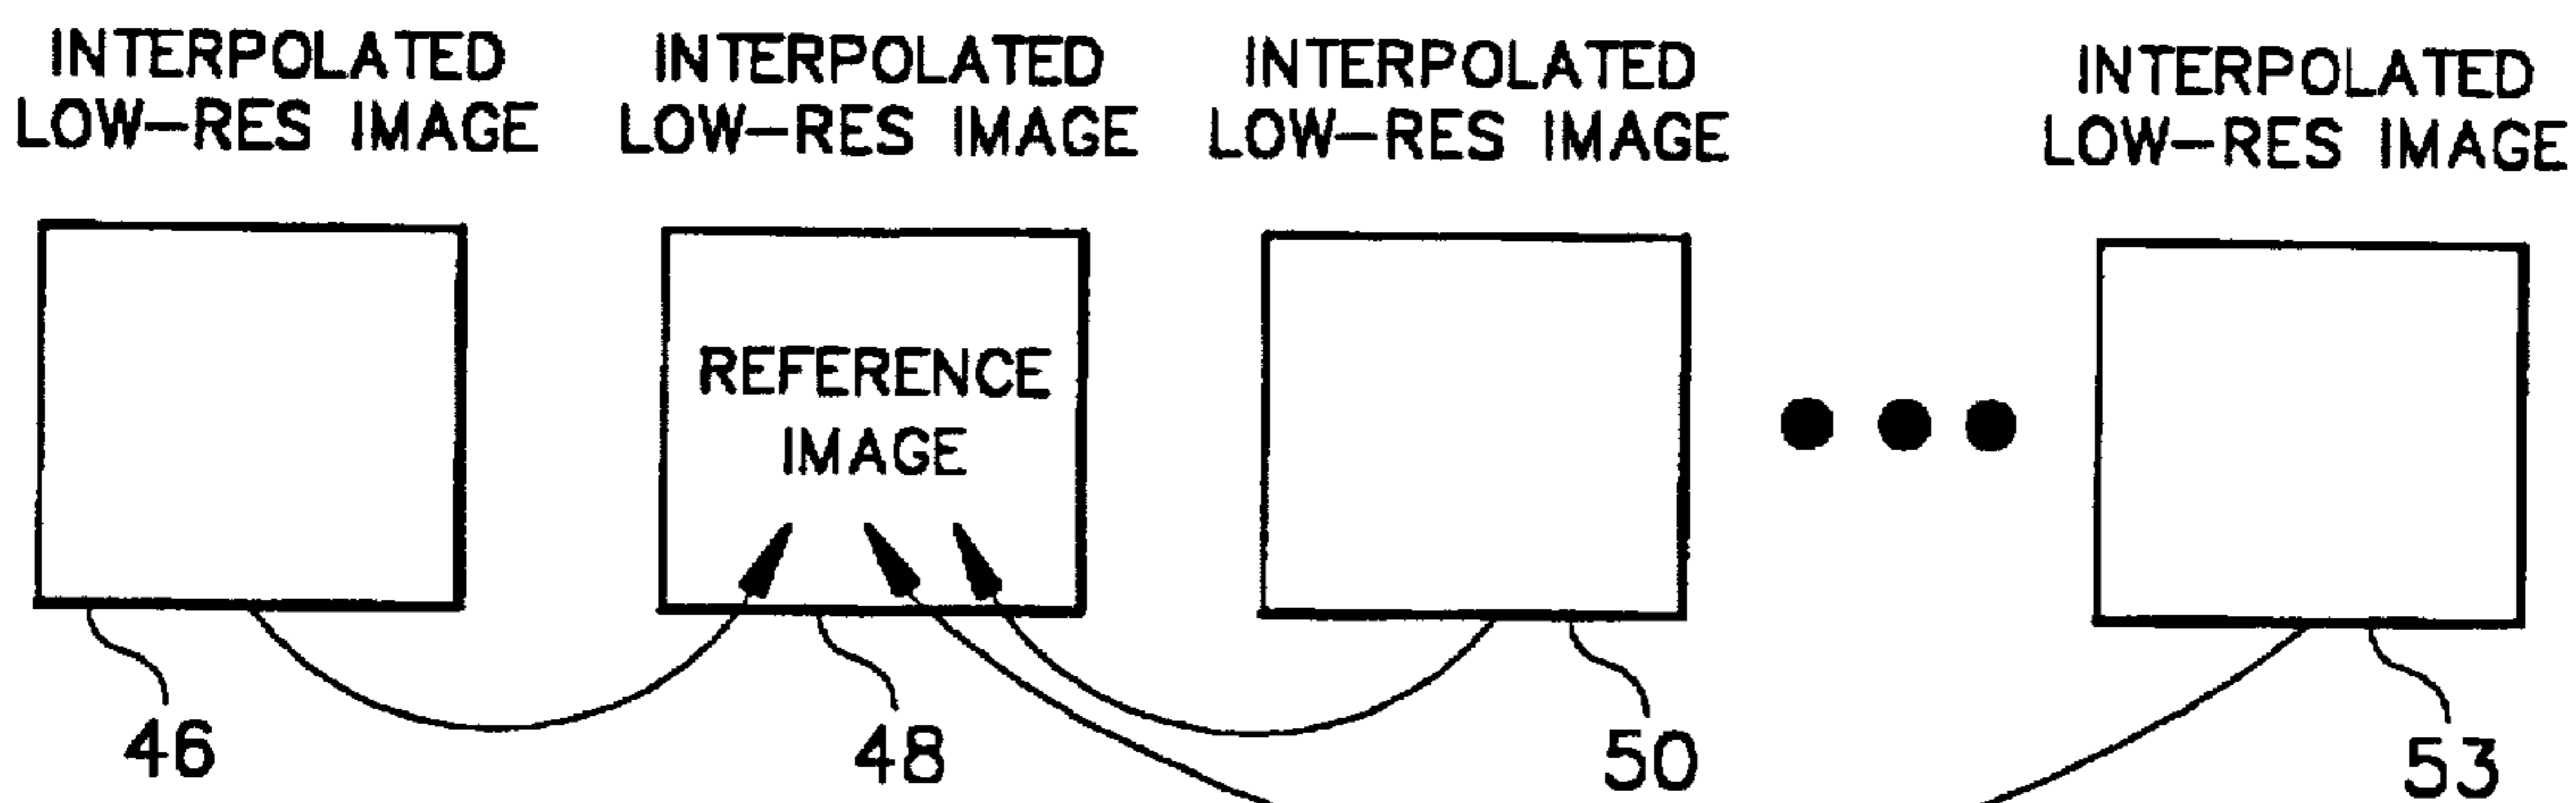 INTERPOLATED
LOW-RES IMAGE
INTERPOLATED
LOW-RES IMAGE
INTERPOLATED
LOW-RES IMAGE
INTERPOLATED
LOW-RES IMAGE
REFERENCE
IMAGE
46
48
50
53